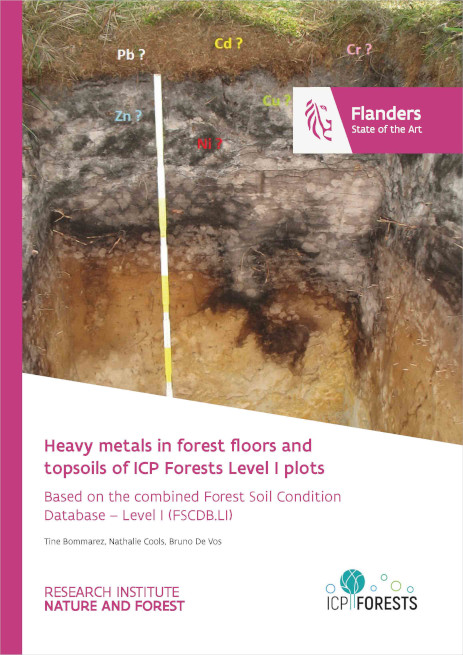 Pb ?
Cd ?
Cr ?
Zn ?
Cu ?
Ni ?
Flanders
State of the Art
Heavy metals in forest floors and
topsoils of ICP Forests Level I plots
Based on the combined Forest Soil Condition
Database – Level I (FSCDB.LI)
Tine Bommarez, Nathalie Cools, Bruno De Vos
RESEARCH INSTITUTE
NATURE AND FOREST
ICP FORESTS